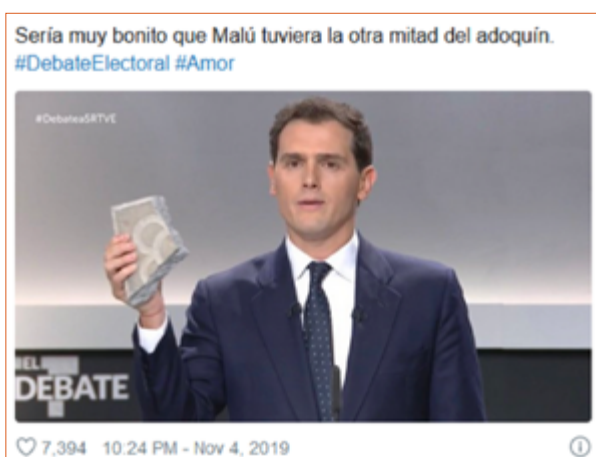 Sería muy bonito que Malú tuviera la otra mitad del adoquín.
#DebateElectoral #Amor
#DebateaSRTVE
EL
DEBATE
7,394 10:24 PM - Nov 4, 2019